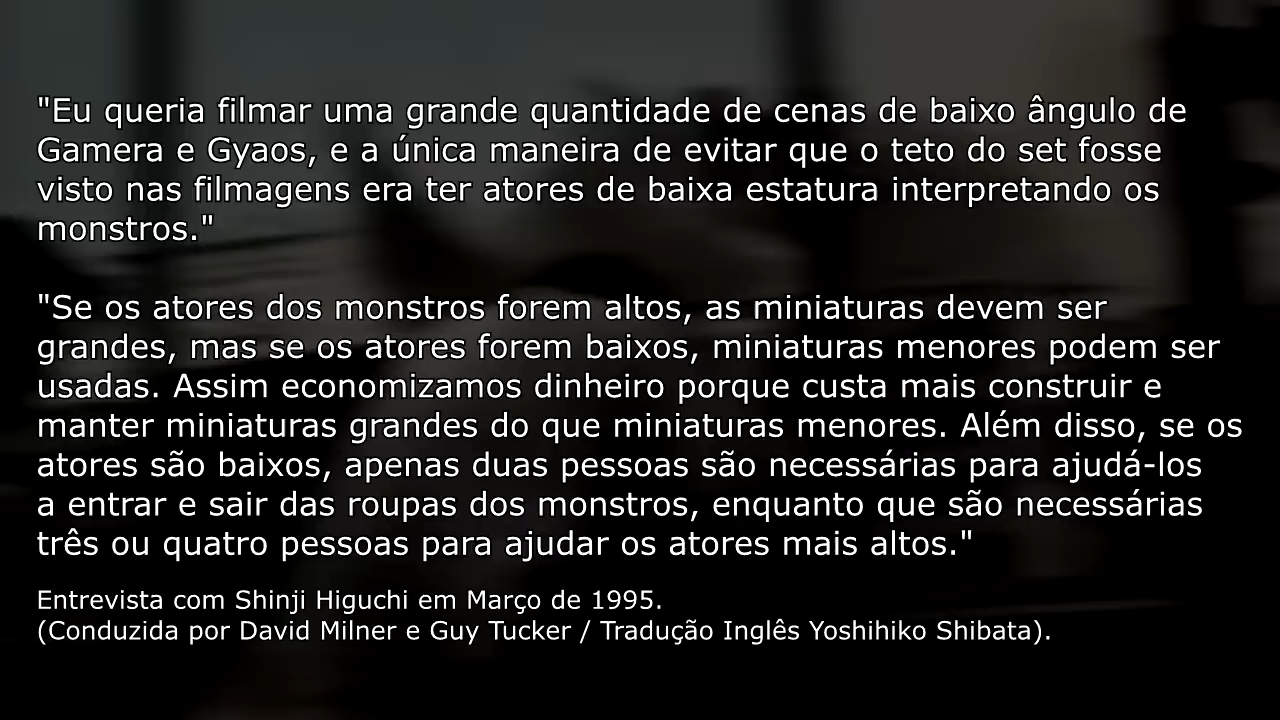 "Eu queria filmar uma grande quantidade de cenas de baixo ângulo de
Gamera e Gyaos, e a única maneira de evitar que o teto do set fosse
visto nas filmagens era ter atores de baixa estatura interpretando os
monstros."
"Se os atores dos monstros forem altos, as miniaturas devem ser
grandes, mas se os atores forem baixos, miniaturas menores podem ser
usadas. Assim economizamos dinheiro porque custa mais construir e
manter miniaturas grandes do que miniaturas menores. Além disso, se os
atores são baixos, apenas duas pessoas são necessárias para ajudá-los
a entrar e sair das roupas dos monstros, enquanto que são necessárias
três ou quatro pessoas para ajudar os atores mais altos."
Entrevista com Shinji Higuchi em Março de 1995.
(Conduzida por David Milner e Guy Tucker / Tradução Inglês Yoshihiko Shibata).